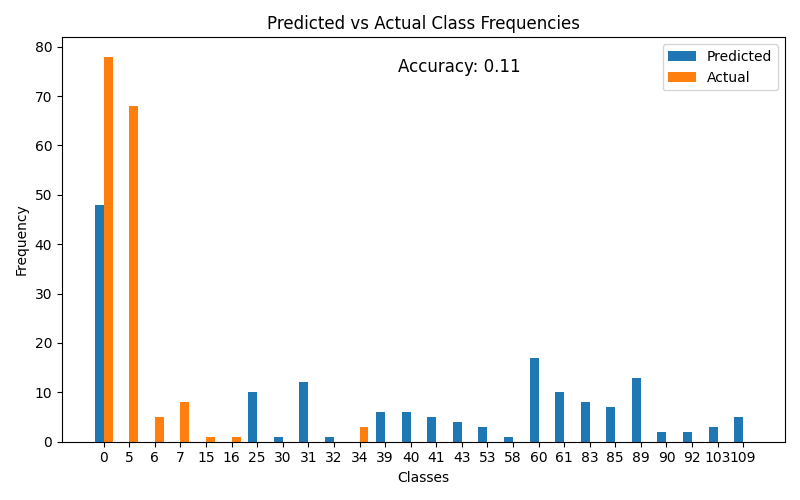 Predicted vs Actual Class Frequencies
Accuracy: 0.11
Predicted
Actual
80
70
60
50
40
30
20
10
0
Frequency
0 5 6 7 15 16 25 30 31 32 34 39 40 41 43 53 58 60 61 83 85 89 90 92 103 109
Classes